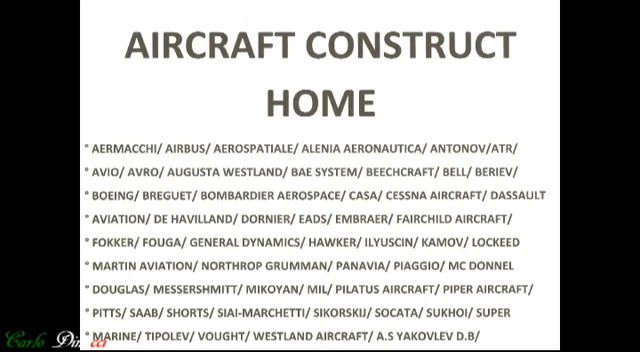 AIRCRAFT CONSTRUCT
HOME
° AERMACCHI/ AIRBUS/ AEROSPATIALE/ ALENIA AERONAUTICA/ ANTONOV/ATR/
° AVIO/ AVRO/ AUGUSTA WESTLAND/ BAE SYSTEM/ BEECHCRAFT/ BELL/ BERIEV/
° BOEING/ BREGUET/ BOMBARDIER AEROSPACE/ CASA/ CESSNA AIRCRAFT/ DASSAULT
° AVIATION/ DE HAVILLAND/ DORNIER/ EADS/ EMBRAER/ FAIRCHILD AIRCRAFT/
° FOKKER/ FOUGA/ GENERAL DYNAMICS/ HAWKER/ ILYUSCIN/ KAMOV/ LOCKEED
° MARTIN AVIATION/ NORTHROP GRUMMAN/ PANAVIA/ PIAGGIO/ MC DONNEL
° DOUGLAS/ MESSERSHMITT/ MIKOYAN/ MIL/ PILATUS AIRCRAFT/ PIPER AIRCRAFT/
° PITTS/ SAAB/ SHORTS/ SIAI-MARCHETTI/ SIKORSKIJ/ SOCATA/ SUKHOI/ SUPER
° MARINE/ TIPOLEV/ VOUGHT/ WESTLAND AIRCRAFT/ A.S YAKOVLEV D.B/
Carlo